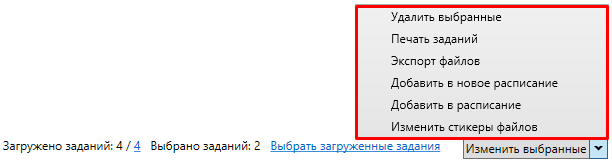 Удалить выбранные
Печать заданий
Экспорт файлов
Добавить в новое расписание
Добавить в расписание
Изменить стикеры файлов
Загружено заданий: 4 / 4 Выбрано заданий: 2 Выбрать загруженные задания Изменить выбранные